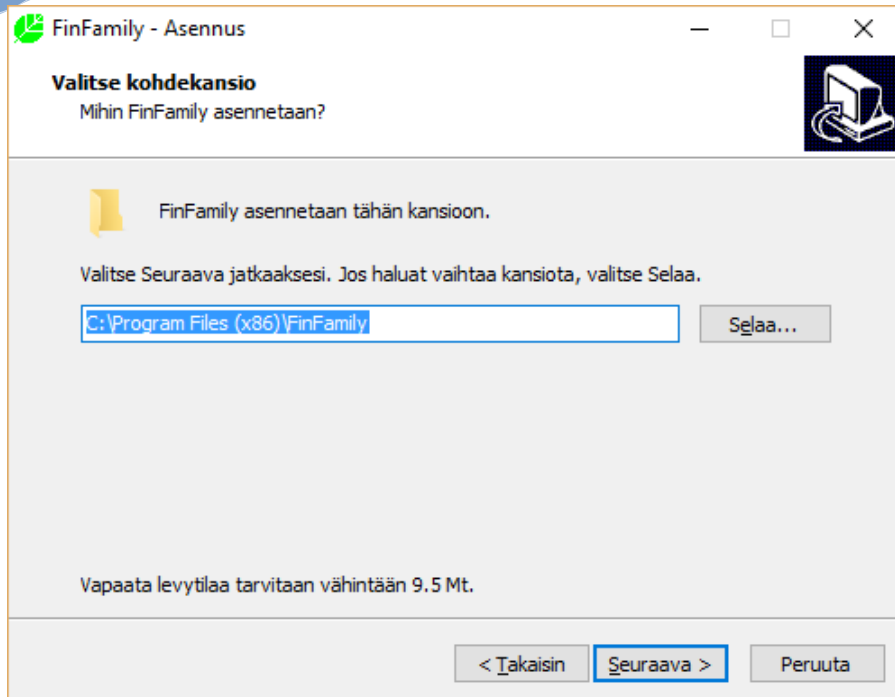 FinFamily - Asennus
Valitse kohdekansio
Mihin FinFamily asennetaan?
FinFamily asennetaan tähän kansioon.
Valitse Seuraava jatkaaksesi. Jos haluat vaihtaa kansiota, valitse Selaa.
C:\Program Files (x86)\FinFamily
Selaa...
Vapaata levytilaa tarvitaan vähintään 9.5 Mt.
< Takaisin
Seuraava >
Peruuta